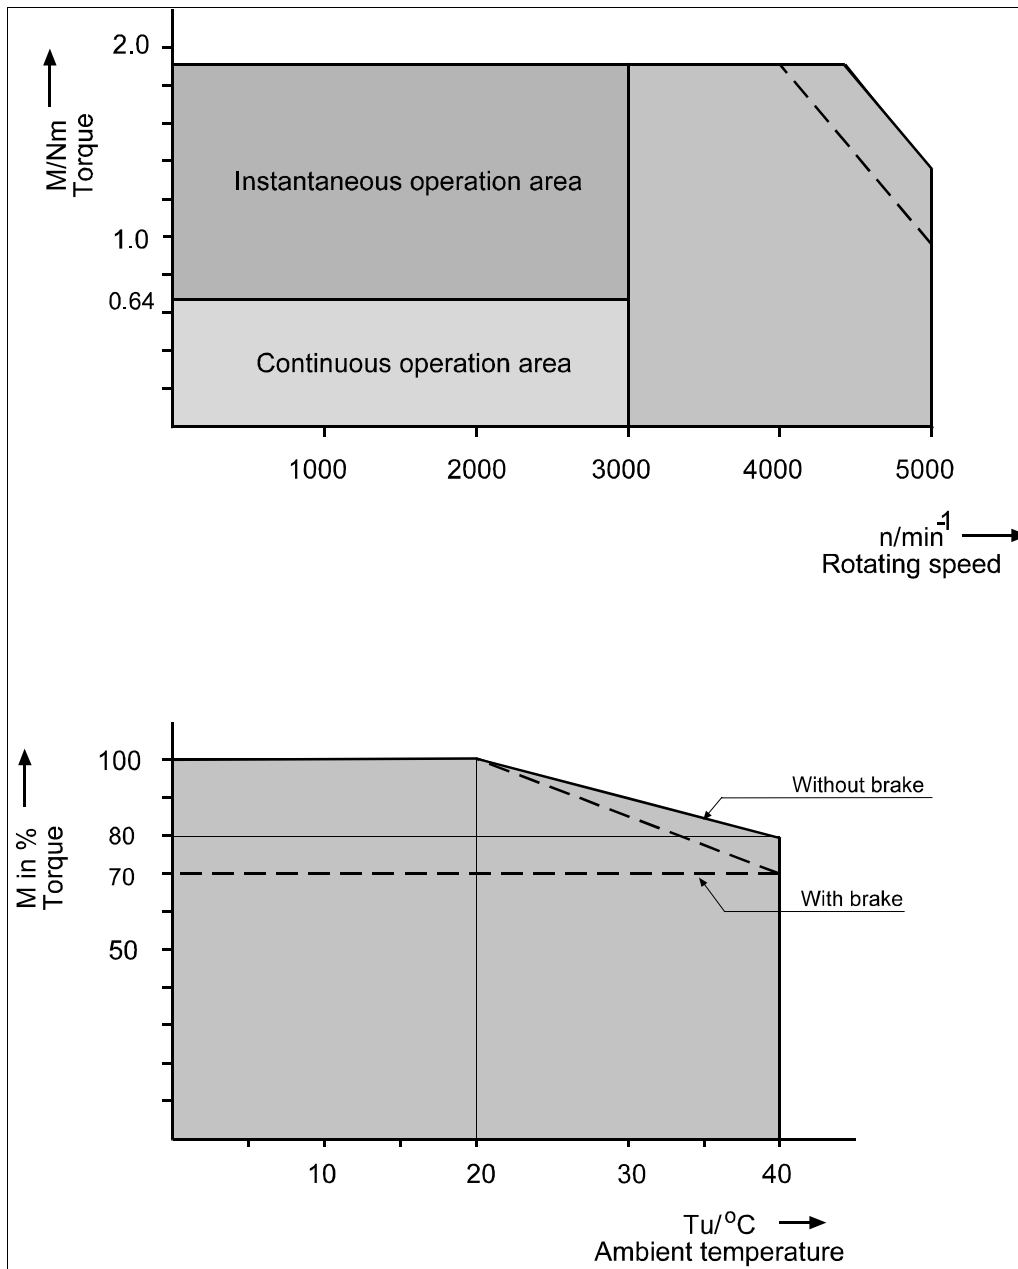 2.0
M/Nm
Torque
Instantaneous operation area
1.0
0.64
Continuous operation area
1000 2000 3000 4000 5000
n/min-1
Rotating speed
100
Without brake
80
M in %
Torque
70
With brake
50
10 20 30 40
Tu/°C
Ambient temperature